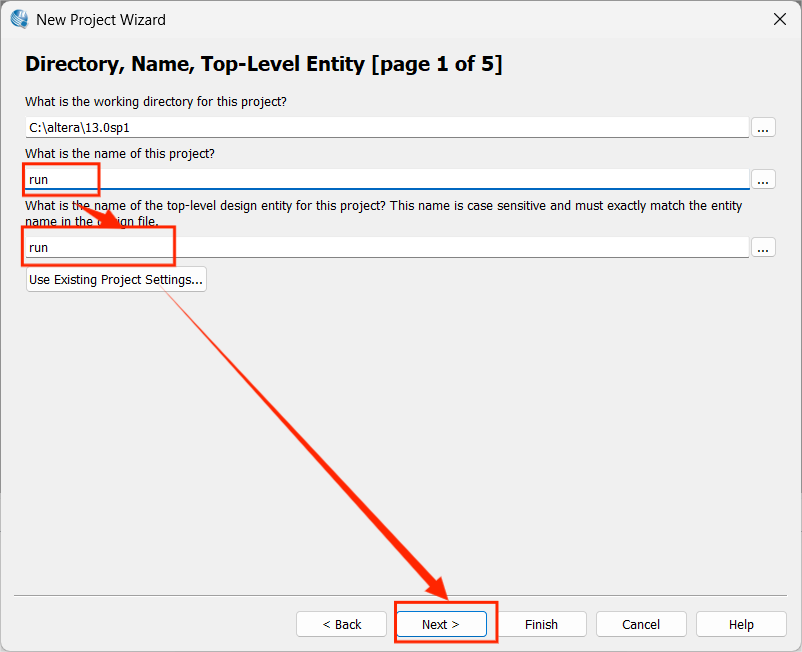 New Project Wizard
Directory, Name, Top-Level Entity [page 1 of 5]
What is the working directory for this project?
C:\altera\13.0sp1
...
What is the name of this project?
run
...
What is the name of the top-level design entity for this project? This name is case sensitive and must exactly match the entity
name in the design file.
run
...
Use Existing Project Settings...
< Back
Next >
Finish
Cancel
Help